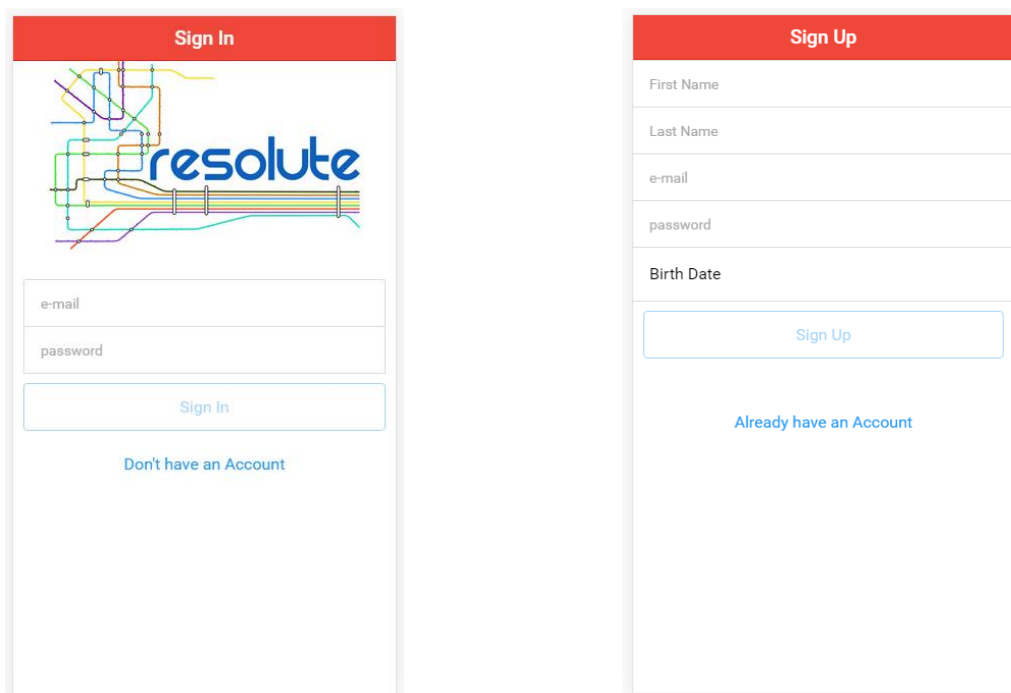 Sign In
resolute
e-mail
password
Sign In
Don't have an Account
Sign Up
First Name
Last Name
e-mail
password
Birth Date
Sign Up
Already have an Account